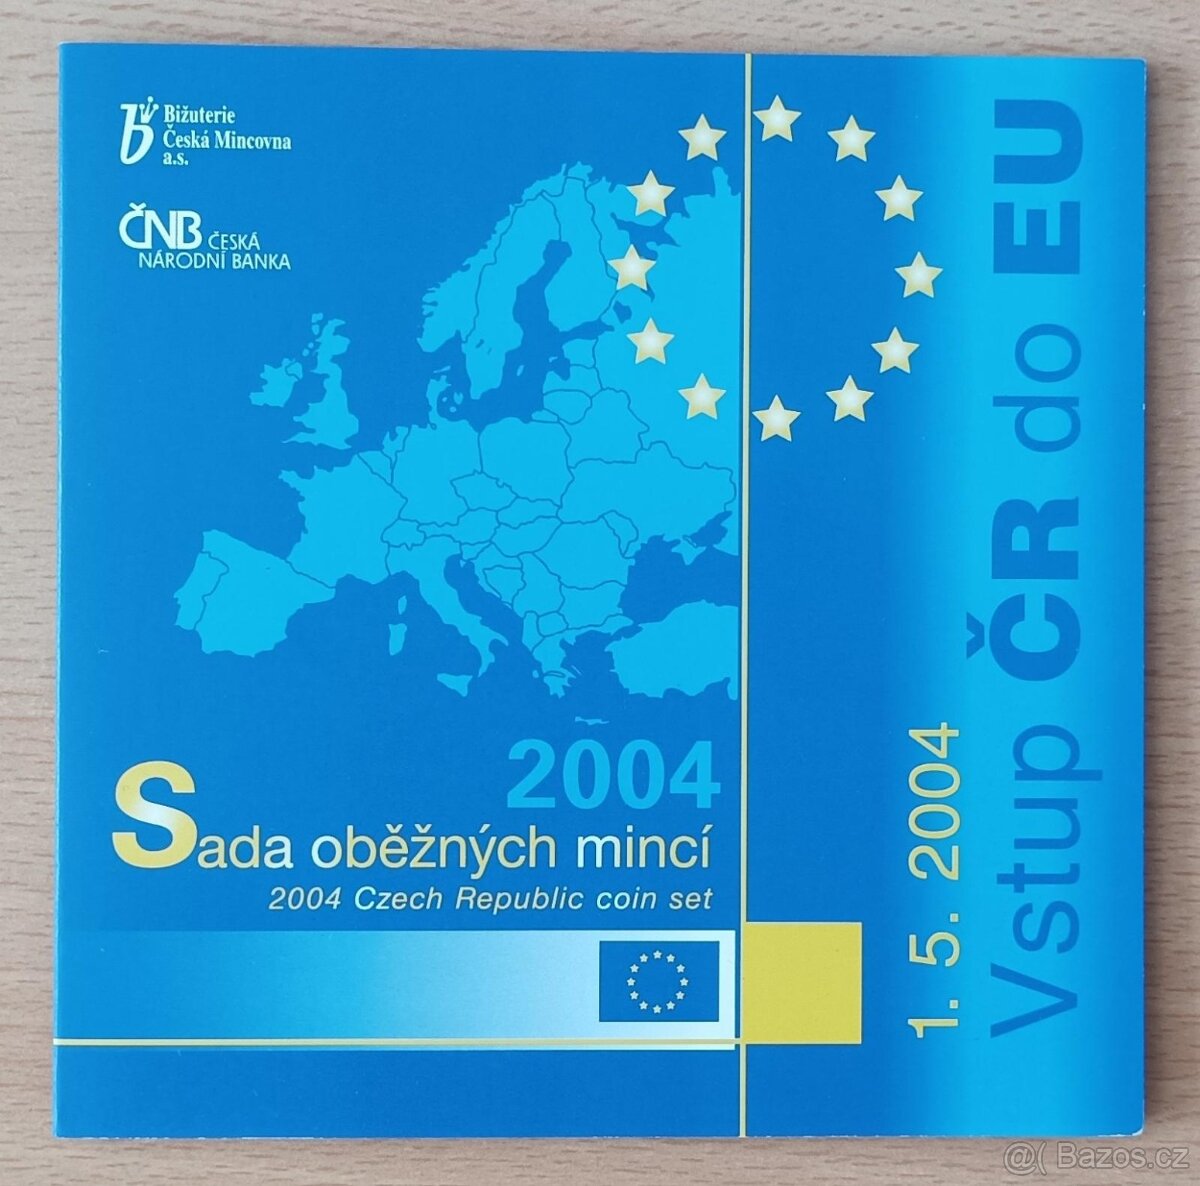 Bižuterie
Česká Mincovna
a.s.
ČNB ČESKÁ
NÁRODNÍ BANKA
2004
Sada oběžných mincí
2004 Czech Republic coin set
1. 5. 2004
Vstup ČR do EU
@( Bazos.cz